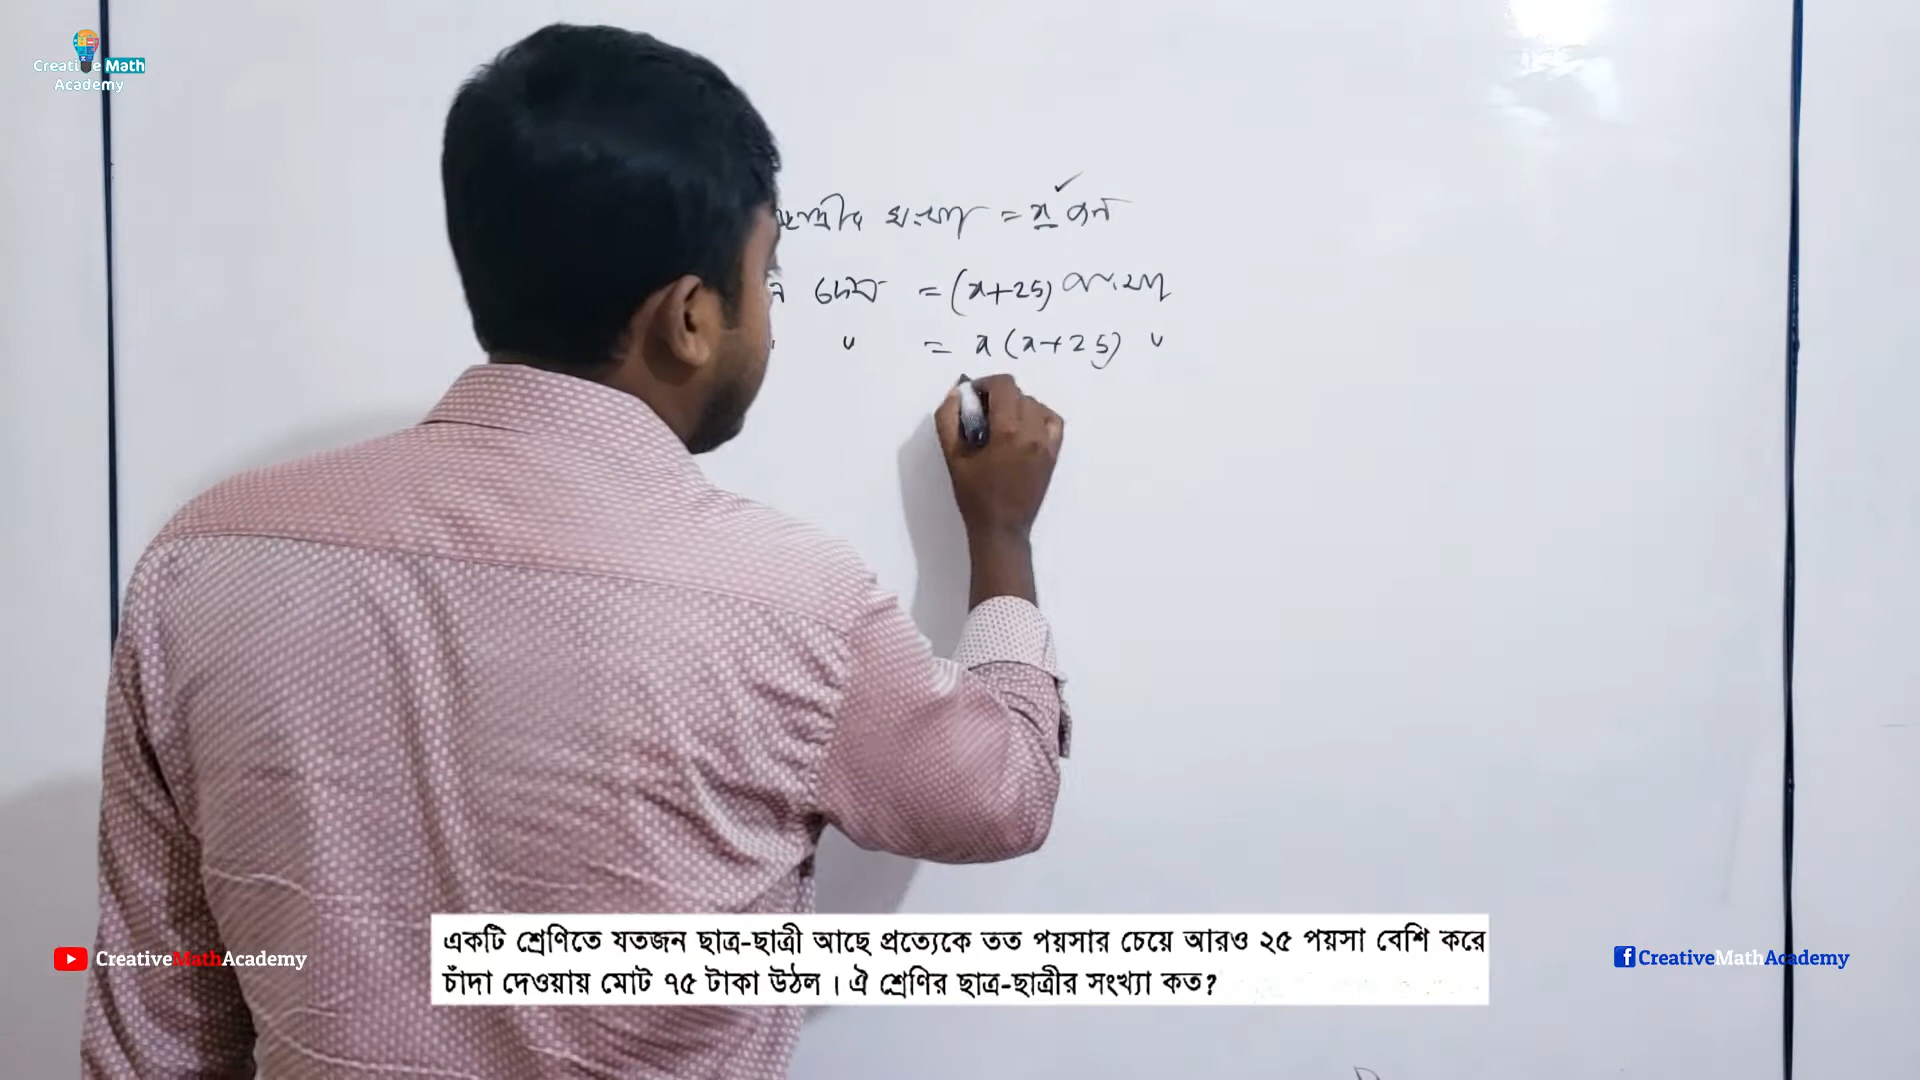 Creative Math
Academy
সংখ্যা = x জন
দেয় = (x+25) পয়সা
" = x(x+25) "
একটি শ্রেণিতে যতজন ছাত্র-ছাত্রী আছে প্রত্যেকে তত পয়সার চেয়ে আরও ২৫ পয়সা বেশি করে
চাঁদা দেওয়ায় মোট ৭৫ টাকা উঠল । ঐ শ্রেণির ছাত্র-ছাত্রীর সংখ্যা কত?
CreativeMathAcademy
CreativeMathAcademy